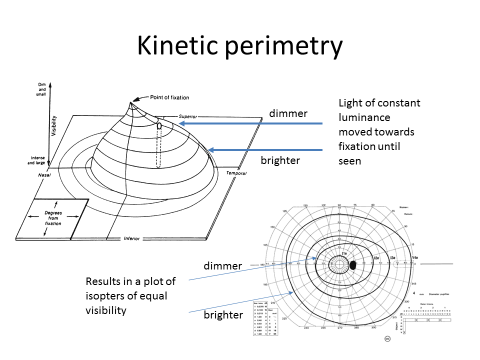 Kinetic perimetry
Dim
and
small
Visibility
Intense
and large
Point of fixation
Superior
Nasal
Temporal
Degrees
from
fixation
Inferior
dimmer
brighter
Light of constant
luminance
moved towards
fixation until
seen
dimmer
brighter
Results in a plot of
isopters of equal
visibility